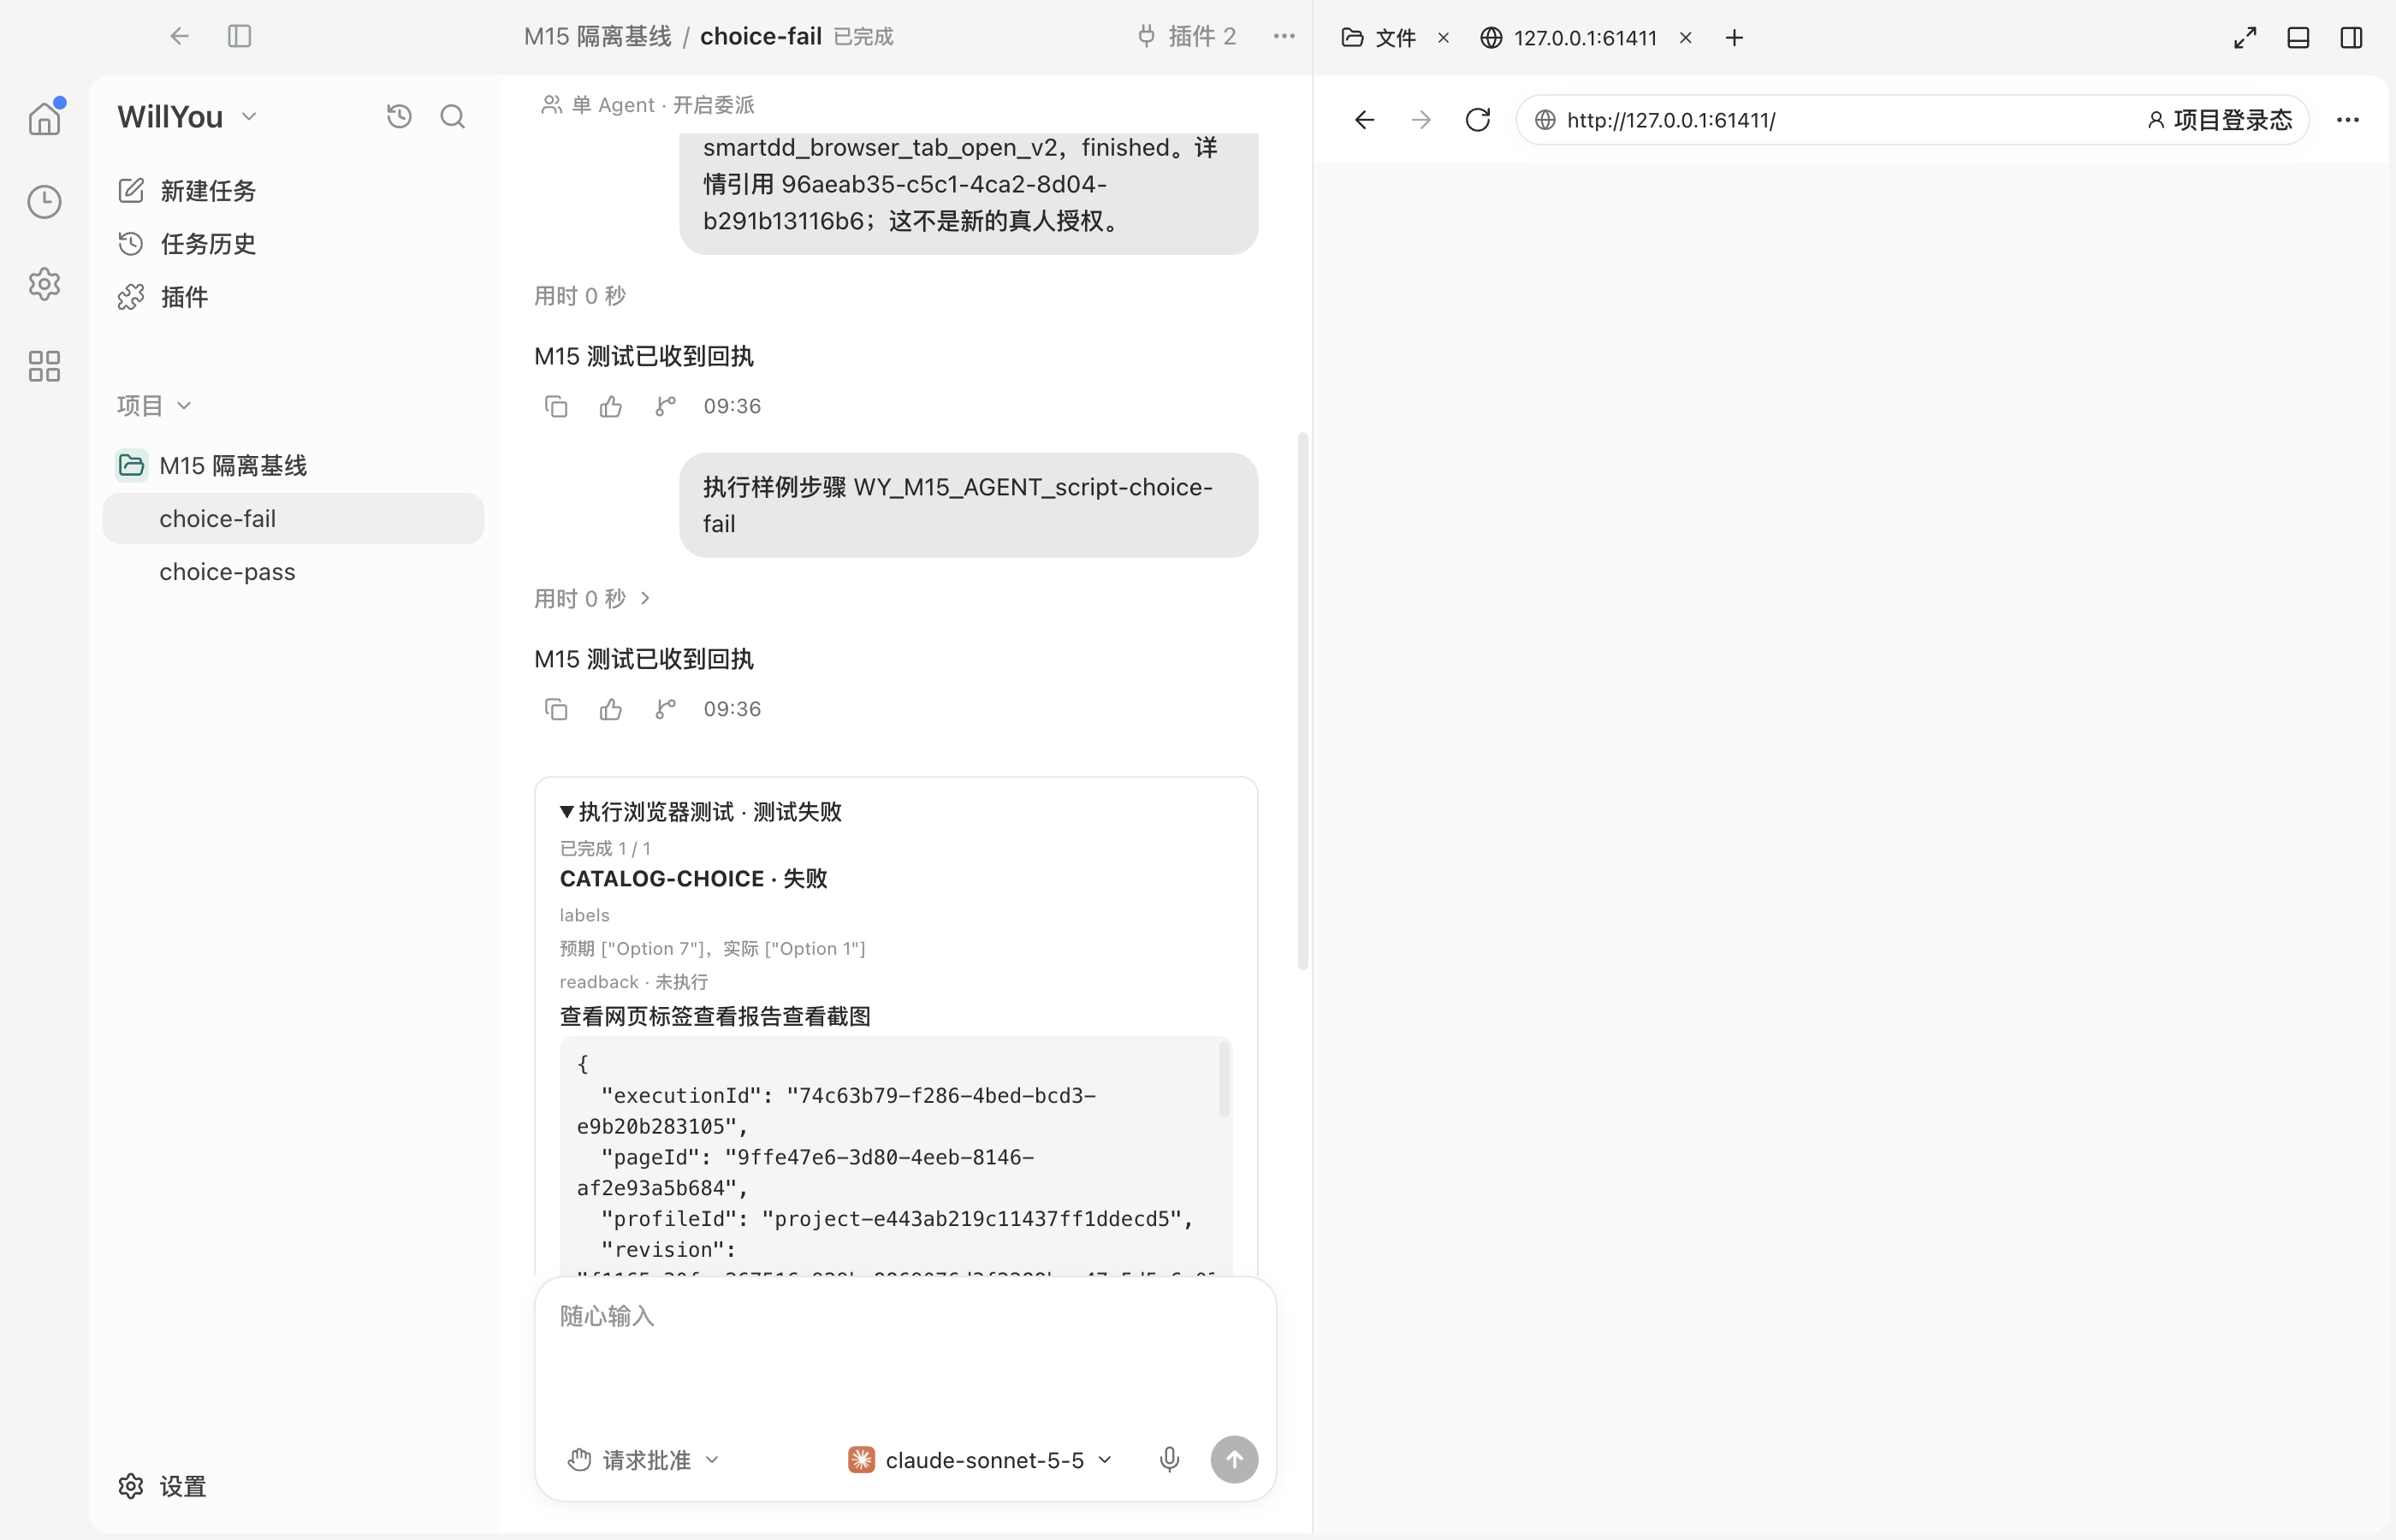 M15 隔离基线 / choice-fail 已完成
插件 2
文件
127.0.0.1:61411
WillYou
新建任务
任务历史
插件
项目
M15 隔离基线
choice-fail
choice-pass
设置
单 Agent · 开启委派
smartdd_browser_tab_open_v2，finished。详
情引用 96aeab35-c5c1-4ca2-8d04-
b291b13116b6；这不是新的真人授权。
用时 0 秒
M15 测试已收到回执
09:36
执行样例步骤 WY_M15_AGENT_script-choice-
fail
用时 0 秒
M15 测试已收到回执
09:36
▼执行浏览器测试 · 测试失败
已完成 1 / 1
CATALOG-CHOICE · 失败
labels
预期 ["Option 7"]，实际 ["Option 1"]
readback · 未执行
查看网页标签查看报告查看截图
{
"executionId": "74c63b79-f286-4bed-bcd3-
e9b20b283105",
"pageId": "9ffe47e6-3d80-4eeb-8146-
af2e93a5b684",
"profileId": "project-e443ab219c11437ff1ddecd5",
"revision":
随心输入
请求批准
claude-sonnet-5-5
http://127.0.0.1:61411/
项目登录态